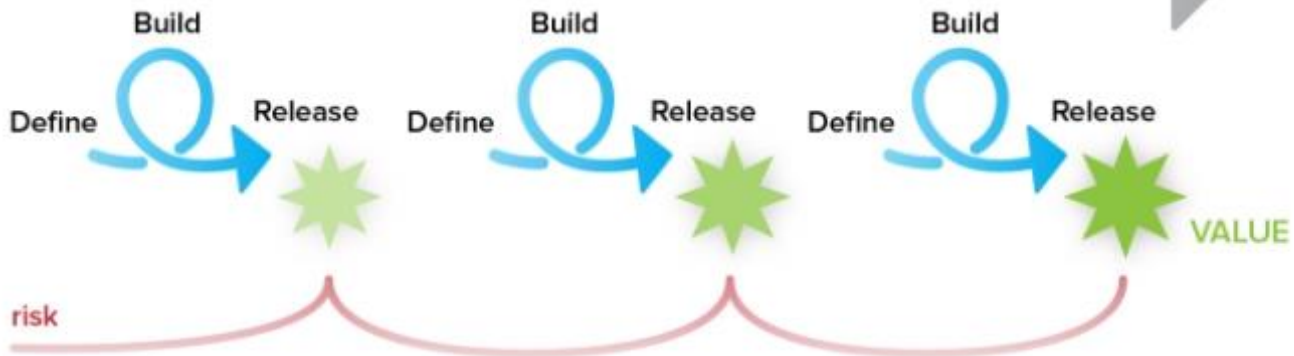 Build
Define
Release
Build
Define
Release
Build
Define
Release
VALUE
risk